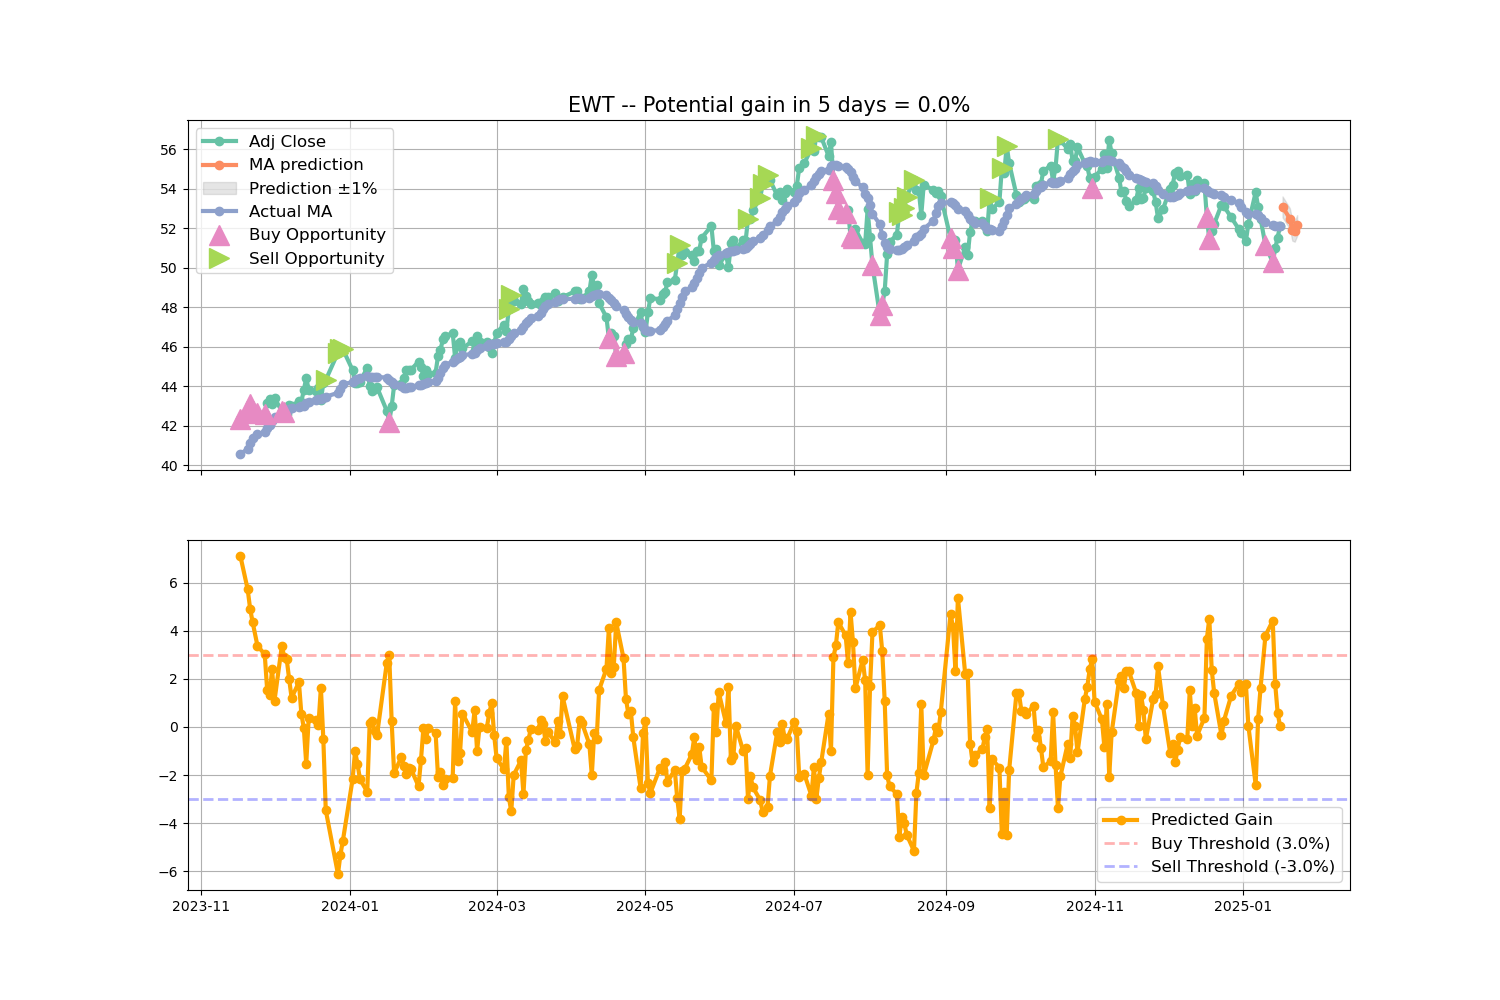 EWT -- Potential gain in 5 days = 0.0%
Adj Close
MA prediction
Prediction ±1%
Actual MA
Buy Opportunity
Sell Opportunity
56
54
52
50
48
46
44
42
40
6
4
2
0
−2
−4
−6
Predicted Gain
Buy Threshold (3.0%)
Sell Threshold (-3.0%)
2023-11 2024-01 2024-03 2024-05 2024-07 2024-09 2024-11 2025-01